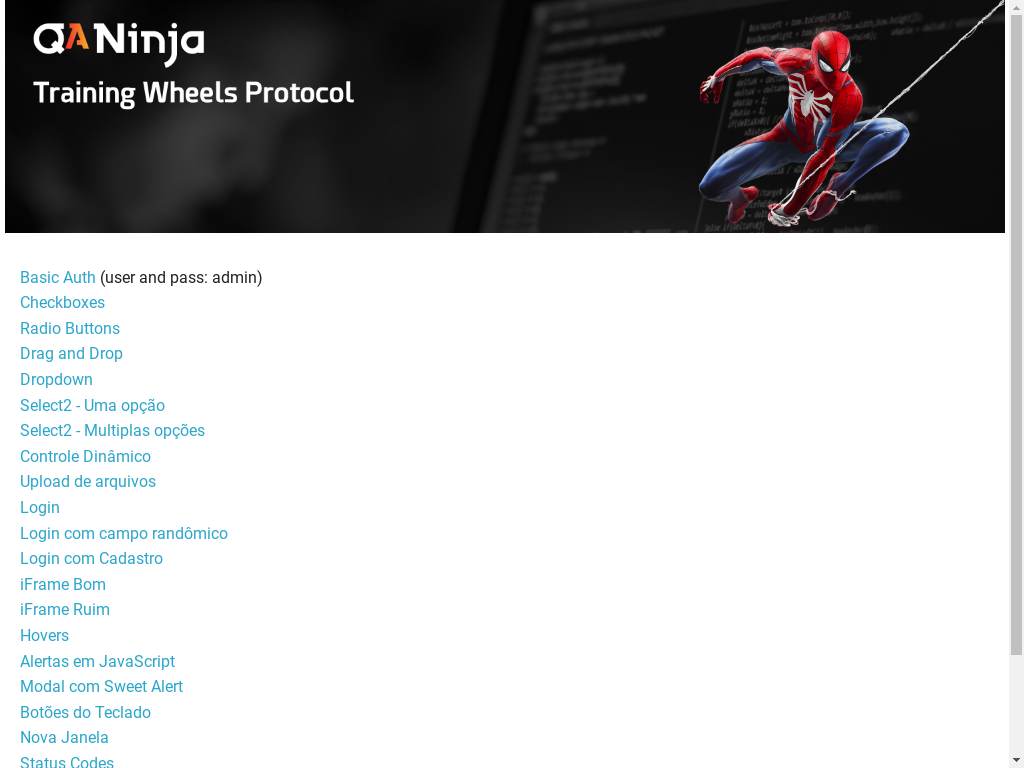 QA Ninja
Training Wheels Protocol
Basic Auth (user and pass: admin)
Checkboxes
Radio Buttons
Drag and Drop
Dropdown
Select2 - Uma opção
Select2 - Multiplas opções
Controle Dinâmico
Upload de arquivos
Login
Login com campo randômico
Login com Cadastro
iFrame Bom
iFrame Ruim
Hovers
Alertas em JavaScript
Modal com Sweet Alert
Botões do Teclado
Nova Janela
Status Codes